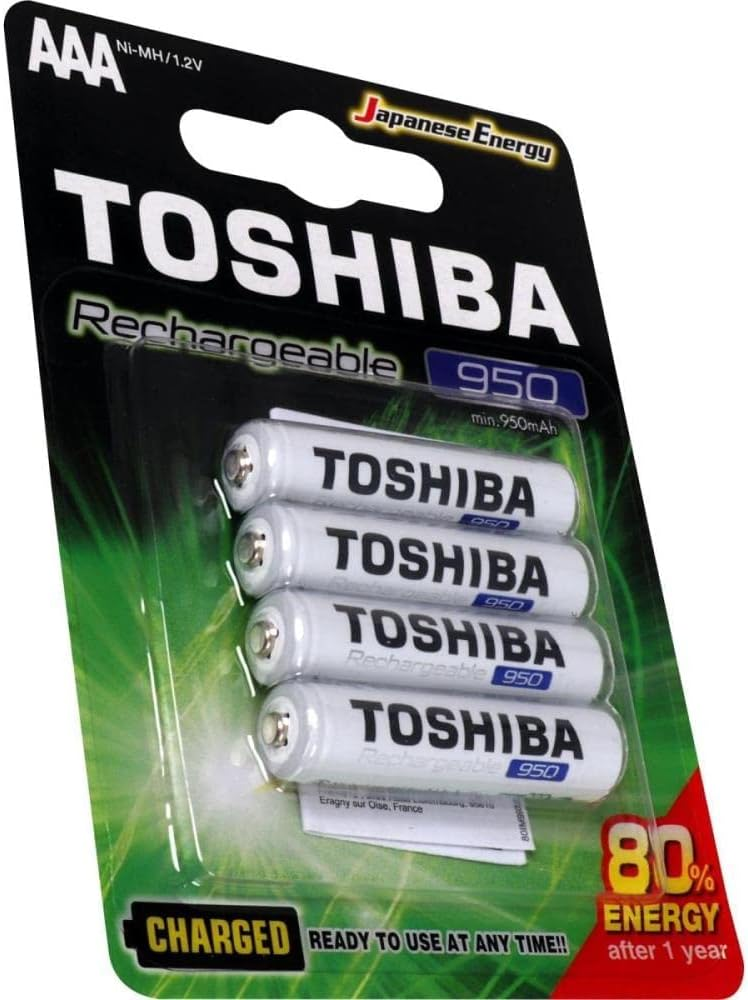 AAA Ni-MH/1.2V
Japanese Energy
TOSHIBA
Rechargeable 950
min.950mAh
TOSHIBA
Rechargeable 950
TOSHIBA
Rechargeable 950
TOSHIBA
Rechargeable 950
TOSHIBA
Rechargeable 950
Eragny sur Oise, France
80%
ENERGY
after 1 year
CHARGED READY TO USE AT ANY TIME!!